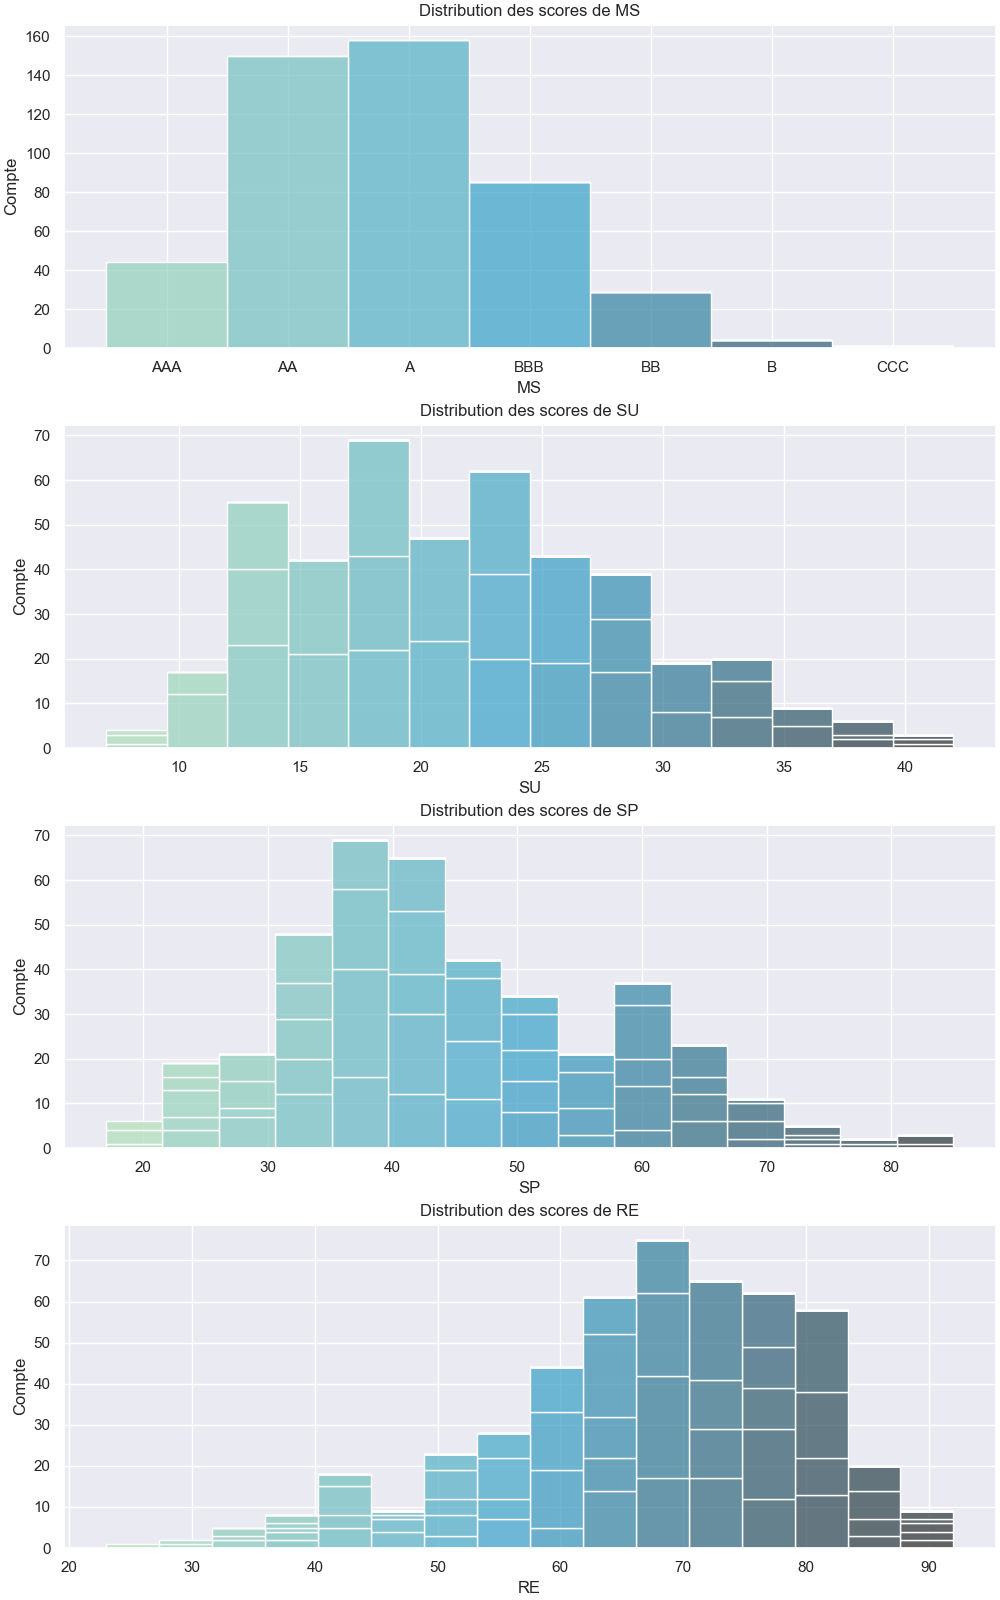 Distribution des scores de MS
160
140
120
100
80
60
40
20
0
Compte
AAA AA A BBB BB B CCC
MS
Distribution des scores de SU
70
60
50
40
30
20
10
0
Compte
10 15 20 25 30 35 40
SU
Distribution des scores de SP
70
60
50
40
30
20
10
0
Compte
20 30 40 50 60 70 80
SP
Distribution des scores de RE
70
60
50
40
30
20
10
0
Compte
20 30 40 50 60 70 80 90
RE